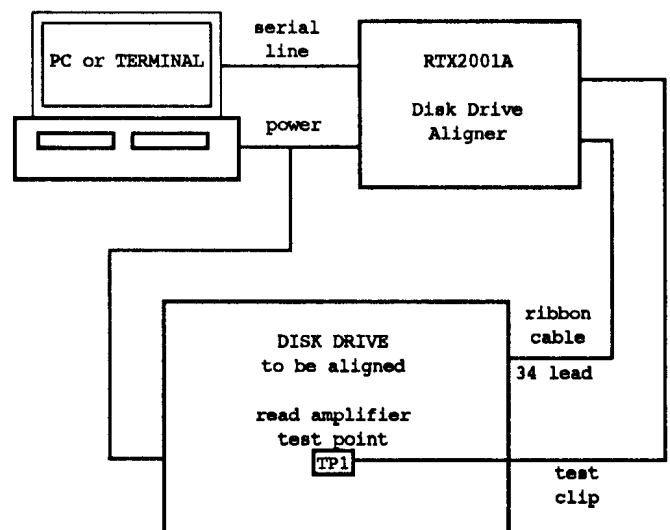 serial
line
PC or TERMINAL
RTX2001A
Disk Drive
Aligner
power
ribbon
cable
34 lead
DISK DRIVE
to be aligned
read amplifier
test point
TP1
test
clip